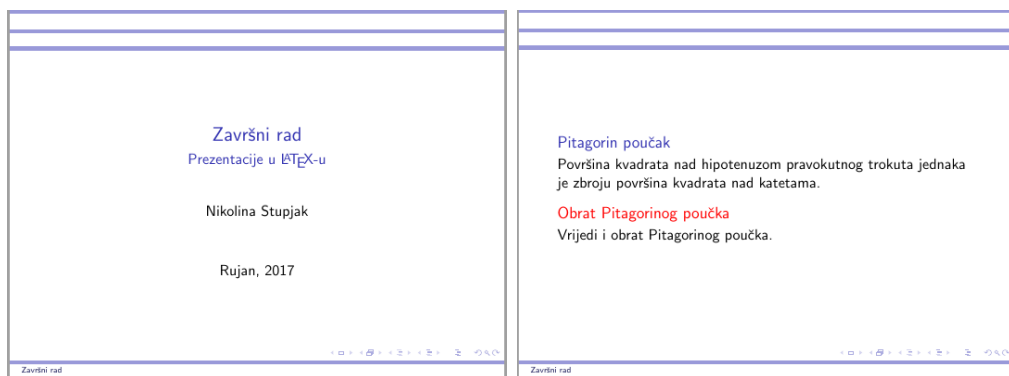 Završni rad
Prezentacije u LATEX-u
Nikolina Stupjak
Rujan, 2017
Završni rad
Pitagorin poučak
Površina kvadrata nad hipotenuzom pravokutnog trokuta jednaka
je zbroju površina kvadrata nad katetama.
Obrat Pitagorinog poučka
Vrijedi i obrat Pitagorinog poučka.
Završni rad